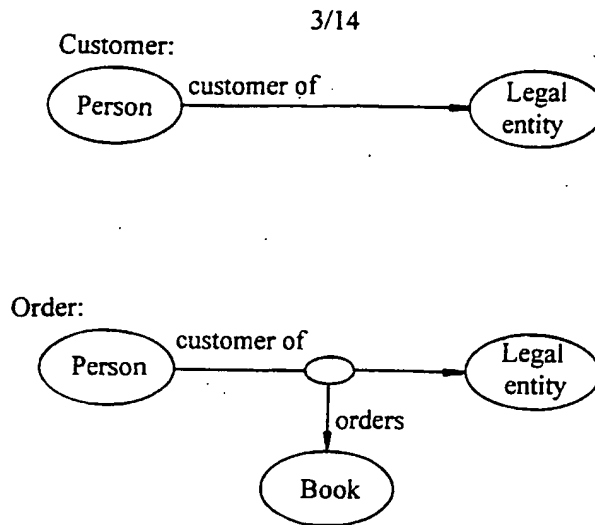 3/14
Customer:
customer of
Person
Legal
entity
Order:
customer of
Person
Legal
entity
orders
Book